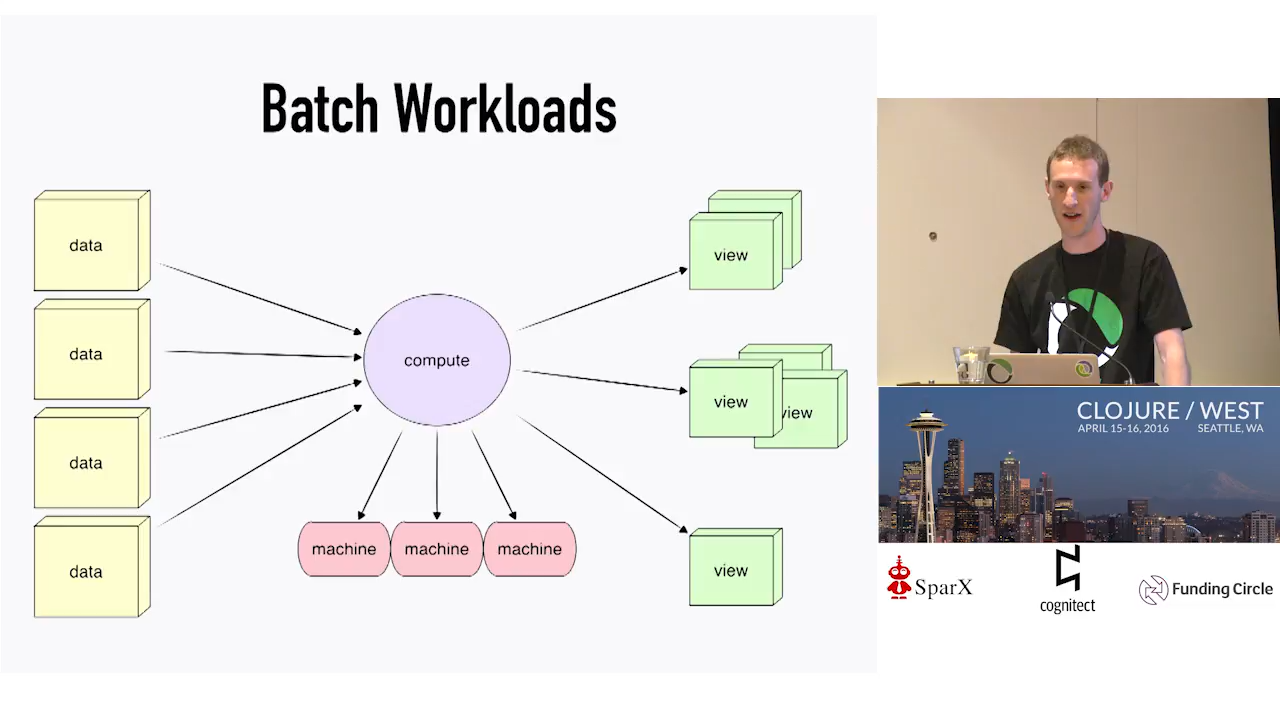 Batch Workloads
data
data
data
data
compute
machine
machine
machine
view
view
view
view
CLOJURE / WEST
APRIL 15-16, 2016 SEATTLE, WA
SparX
cognitect
Funding Circle